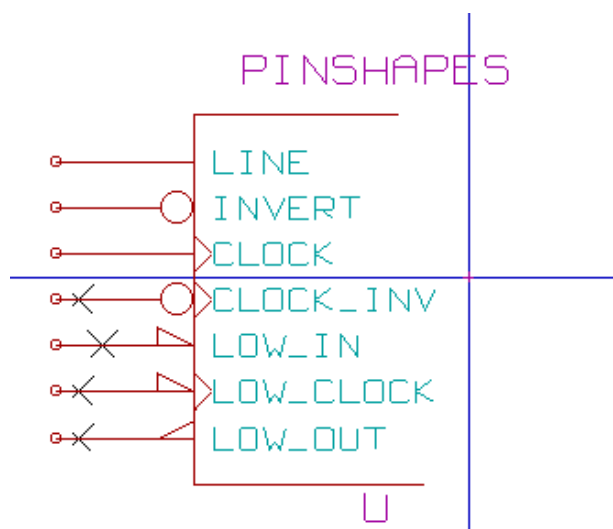 PINSHAPES
LINE
INVERT
CLOCK
CLOCK_INV
LOW_IN
LOW_CLOCK
LOW_OUT
U